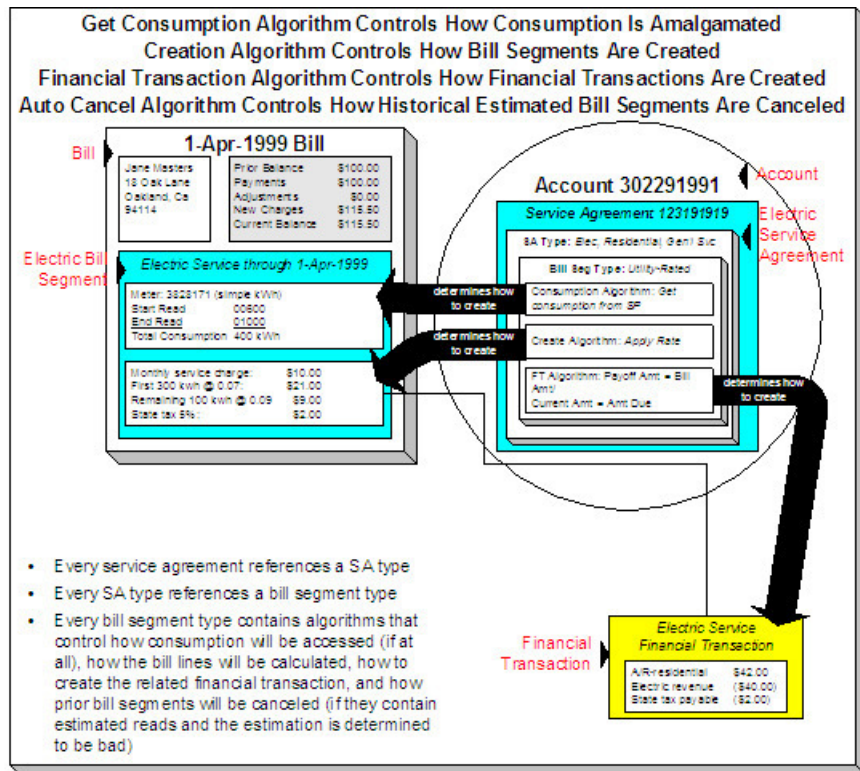 Get Consumption Algorithm Controls How Consumption Is Amalgamated
Creation Algorithm Controls How Bill Segments Are Created
Financial Transaction Algorithm Controls How Financial Transactions Are Created
Auto Cancel Algorithm Controls How Historical Estimated Bill Segments Are Canceled
Bill
1-Apr-1999 Bill
Jane Masters
18 Oak Lane
Oakland, Ca
94114
Prior Balance $100.00
Payments $100.00
Adjustments $0.00
New Charges $115.50
Current Balance $115.50
Electric Bill
Segment
Electric Service through 1-Apr-1999
Meter: 3828171 (simple kWh)
Start Read 00600
End Read 01000
Total Consumption 400 kWh
Monthly service charge: $10.00
First 300 kwh @ 0.07: $21.00
Remaining 100 kwh @ 0.09 $9.00
State tax 5%: $2.00
Account
Account 302291991
Electric
Service
Agreement
Service Agreement 123191919
SA Type: Elec, Residential, Genl Svc
Bill Seg Type: Utility-Rated
determines how
to create
Consumption Algorithm: Get
consumption from SP
determines how
to create
Create Algorithm: Apply Rate
FT Algorithm: Payoff Amt = Bill
Amt/
Current Amt = Amt Due
determines how
to create
• Every service agreement references a SA type
• Every SA type references a bill segment type
• Every bill segment type contains algorithms that
control how consumption will be accessed (if at
all), how the bill lines will be calculated, how to
create the related financial transaction, and how
prior bill segments will be canceled (if they contain
estimated reads and the estimation is determined
to be bad)
Financial
Transaction
Electric Service
Financial Transaction
A/R-residential $42.00
Electric revenue ($40.00)
State tax payable ($2.00)